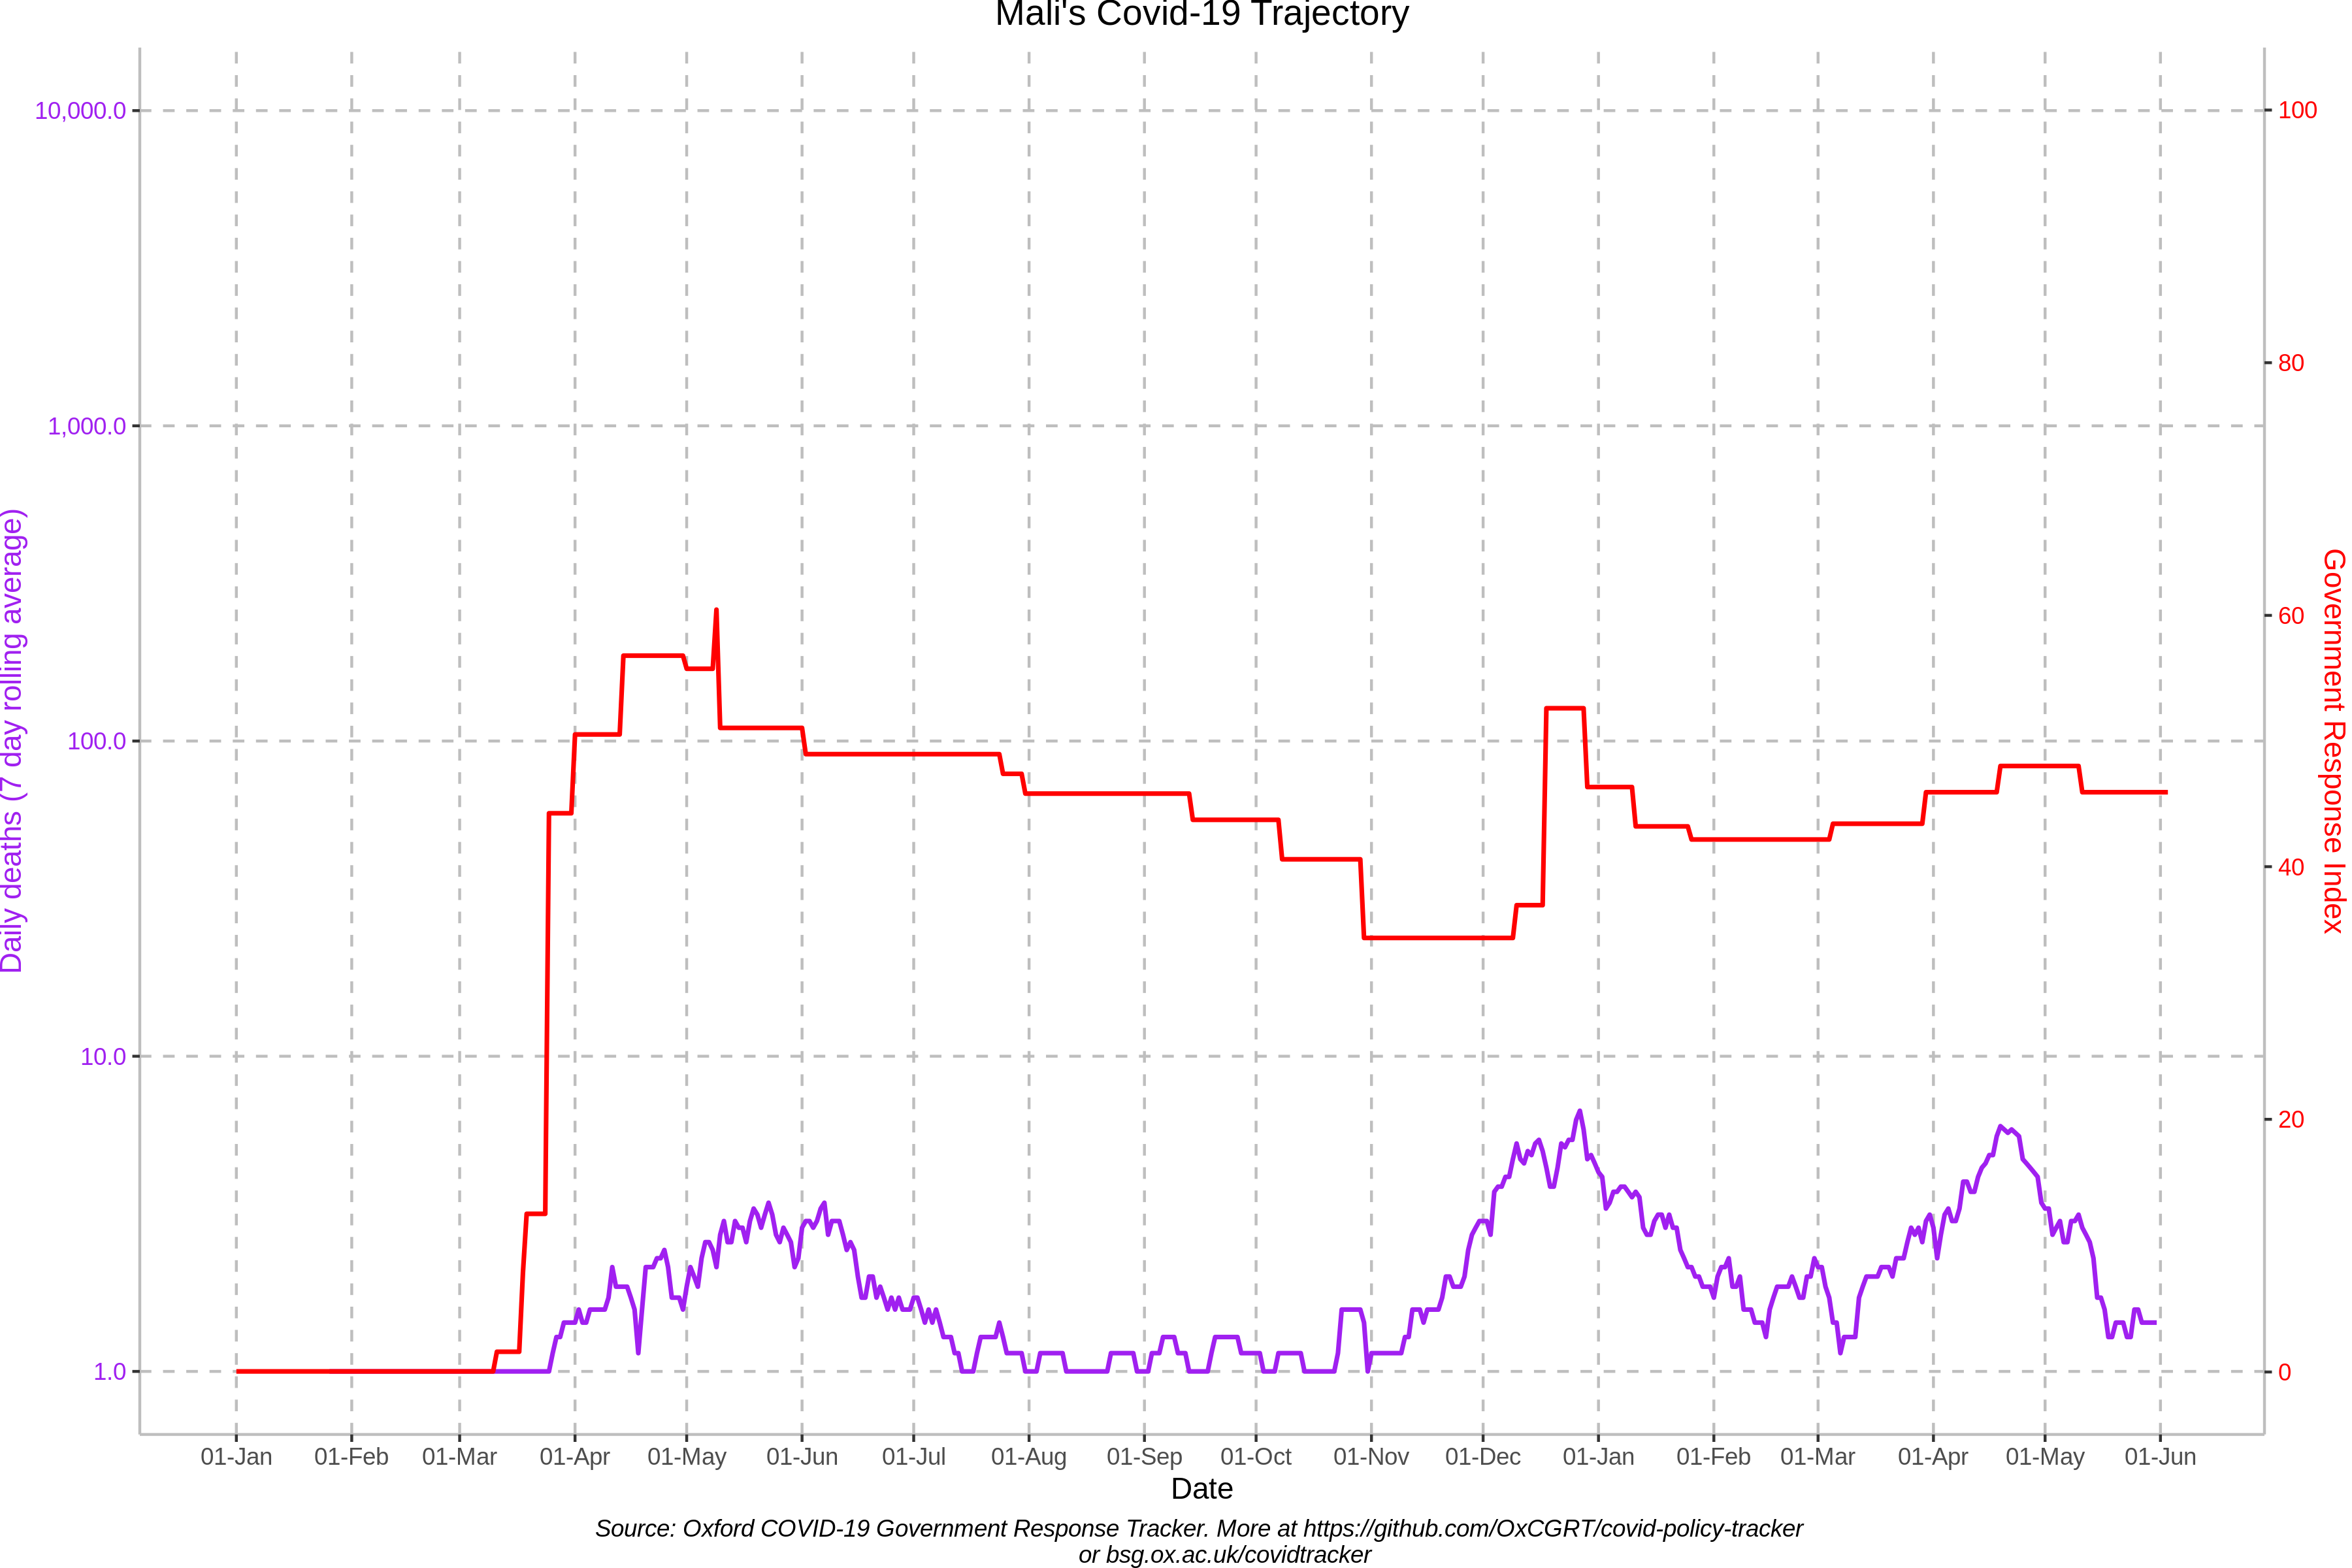 Mali's Covid-19 Trajectory
10,000.0
1,000.0
100.0
10.0
1.0
Daily deaths (7 day rolling average)
100
80
60
40
20
0
Government Response Index
01-Jan 01-Feb 01-Mar 01-Apr 01-May 01-Jun 01-Jul 01-Aug 01-Sep 01-Oct 01-Nov 01-Dec 01-Jan 01-Feb 01-Mar 01-Apr 01-May 01-Jun
Date
Source: Oxford COVID-19 Government Response Tracker. More at https://github.com/OxCGRT/covid-policy-tracker
or bsg.ox.ac.uk/covidtracker